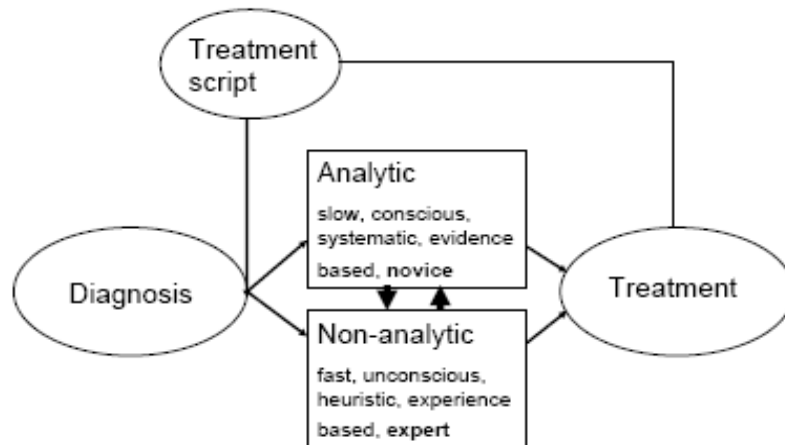 Treatment
script
Analytic
slow, conscious,
systematic, evidence
based, novice
Diagnosis
Treatment
Non-analytic
fast, unconscious,
heuristic, experience
based, expert